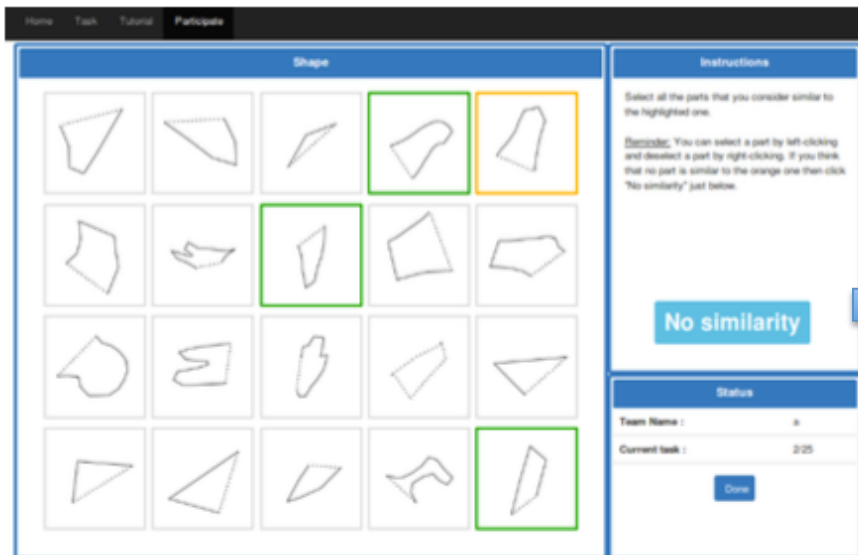 Home Task Tutorial Participate
Shape
Instructions
Select all the parts that you consider similar to
the highlighted one.
Reminder: You can select a part by left-clicking
and deselect a part by right-clicking. If you think
that no part is similar to the orange one then click
"No similarity" just below.
No similarity
Status
Team Name : a
Current task : 2/25
Done